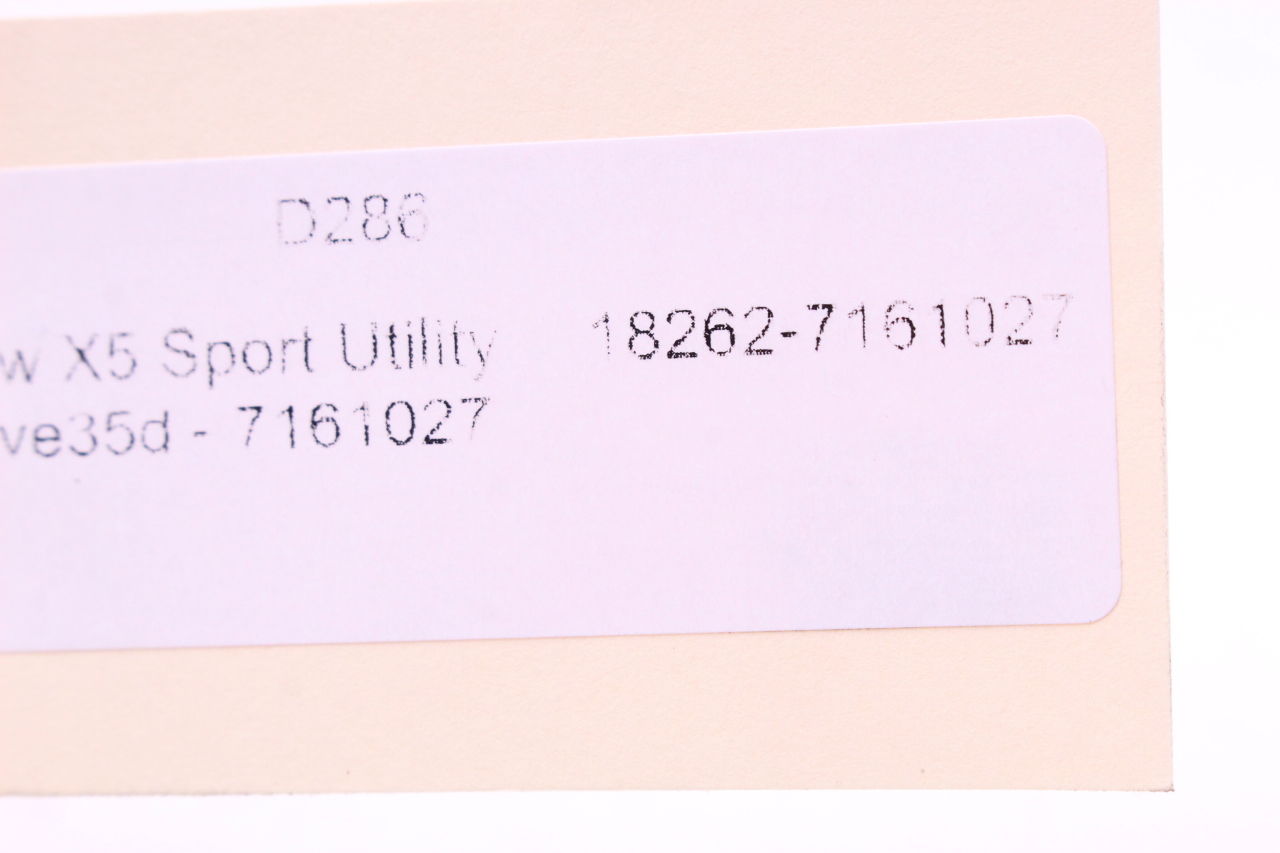 D286
w X5 Sport Utility 18262-7161027
ve35d - 7161027